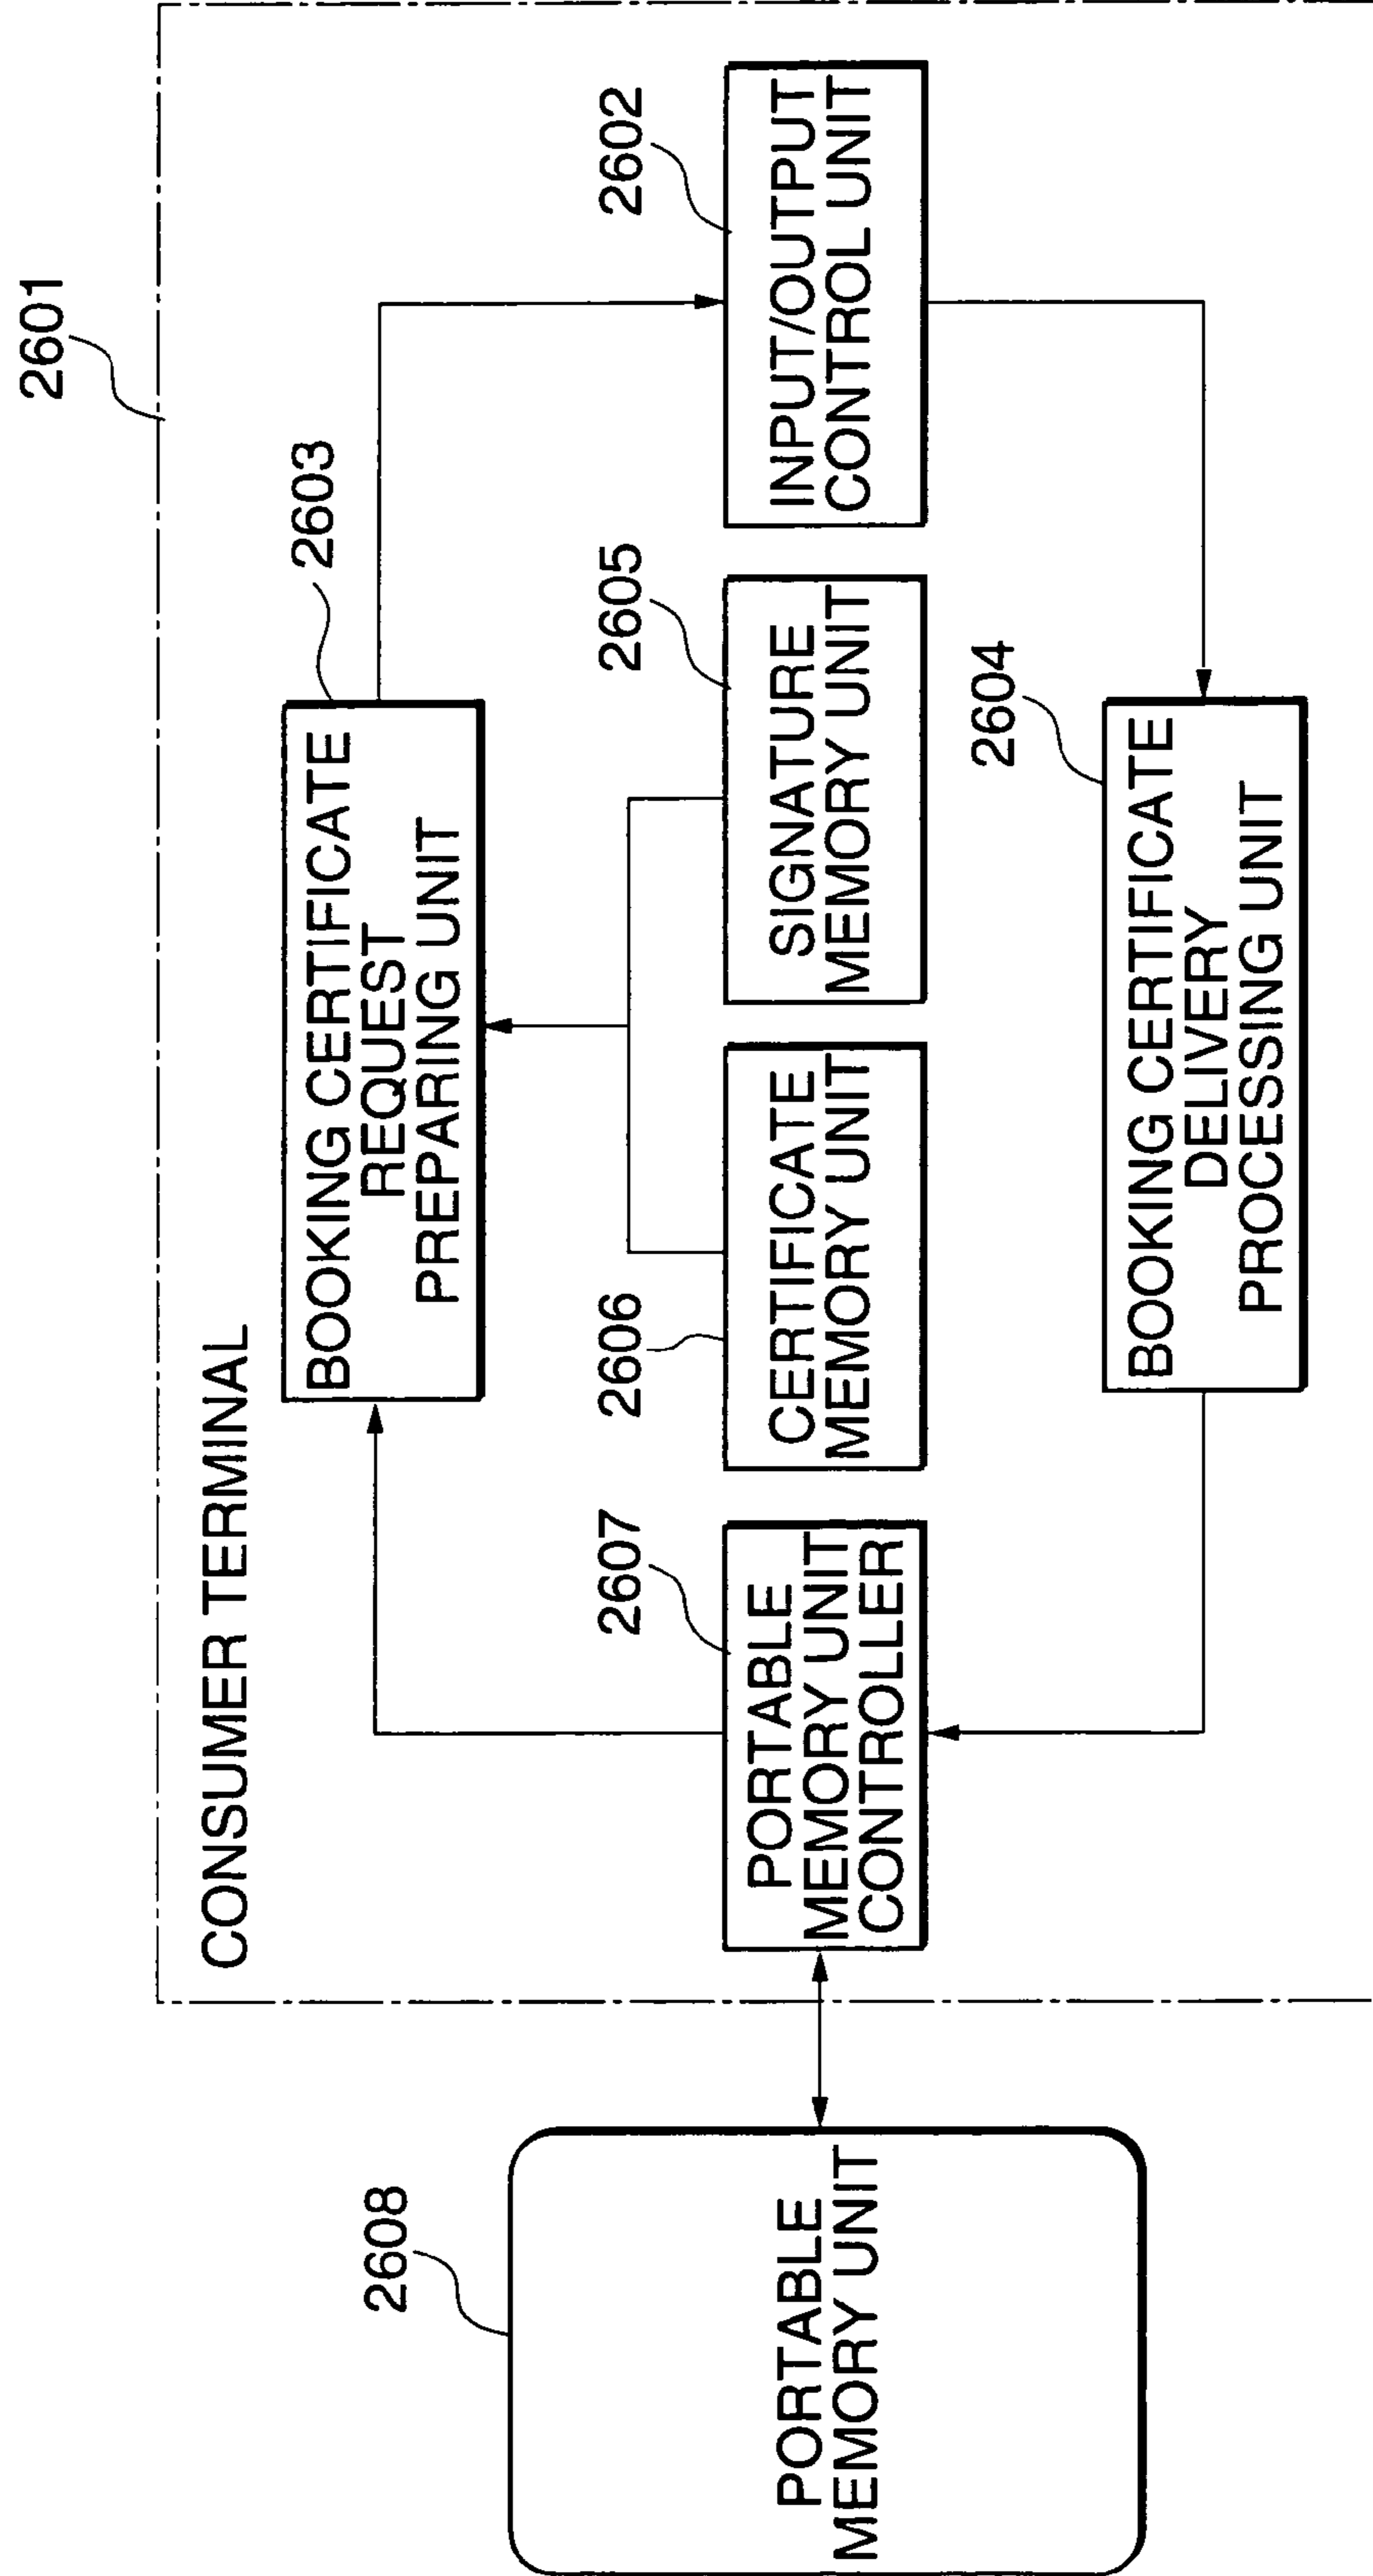 2601
CONSUMER TERMINAL
2603
BOOKING CERTIFICATE
REQUEST
PREPARING UNIT
2608
PORTABLE
MEMORY UNIT
2607
PORTABLE
MEMORY UNIT
CONTROLLER
2606
CERTIFICATE
MEMORY UNIT
2605
SIGNATURE
MEMORY UNIT
2602
INPUT/OUTPUT
CONTROL UNIT
2604
BOOKING CERTIFICATE
DELIVERY
PROCESSING UNIT